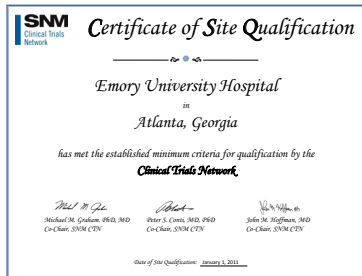 SNM
Clinical Trials
Network
Certificate of Site Qualification
Emory University Hospital
in
Atlanta, Georgia
has met the established minimum criteria for qualification by the
Clinical Trials Network
Michael M. Graham, PhD, MD
Co-Chair, SNM CTN
Peter S. Conti, MD, PhD
Co-Chair, SNM CTN
John M. Hoffman, MD
Co-Chair, SNM CTN
Date of Site Qualification: January 1, 2011